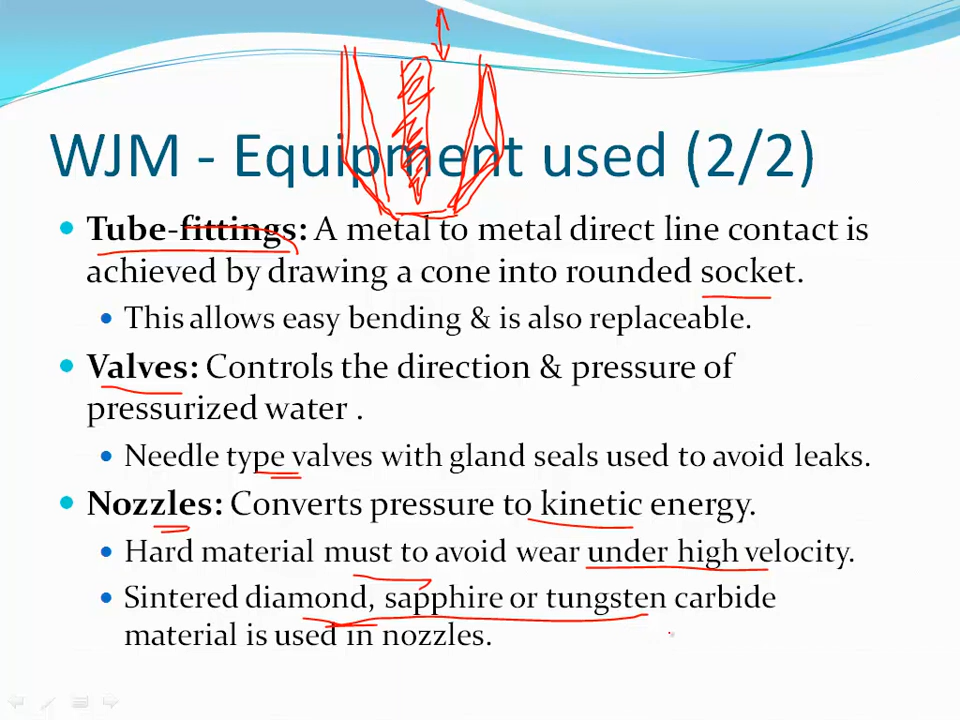 WJM - Equipment used (2/2)
• Tube-fittings: A metal to metal direct line contact is
achieved by drawing a cone into rounded socket.
• This allows easy bending & is also replaceable.
• Valves: Controls the direction & pressure of
pressurized water .
• Needle type valves with gland seals used to avoid leaks.
• Nozzles: Converts pressure to kinetic energy.
• Hard material must to avoid wear under high velocity.
• Sintered diamond, sapphire or tungsten carbide
material is used in nozzles.